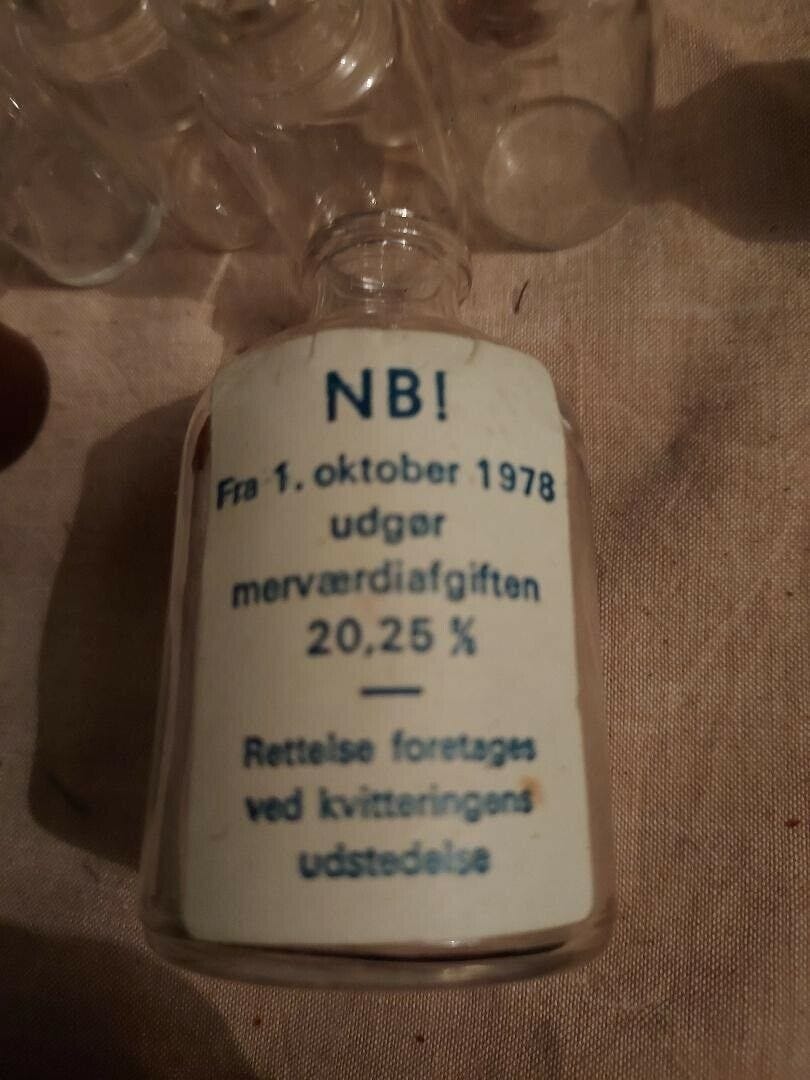 NB!
Fra 1. oktober 1978
udgør
merværdiafgiften
20,25 %
—
Rettelse foretages
ved kvitteringens
udstedelse